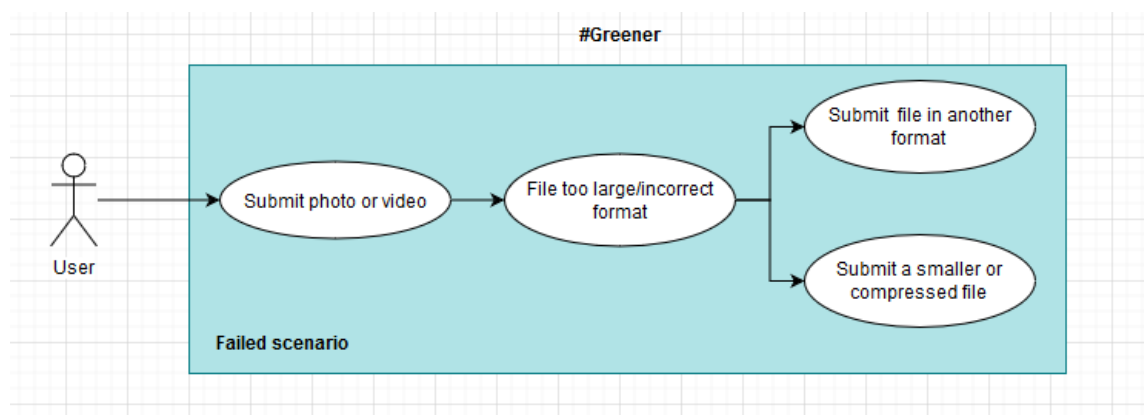 #Greener
Submit file in another
format
Submit photo or video
File too large/incorrect
format
User
Submit a smaller or
compressed file
Failed scenario